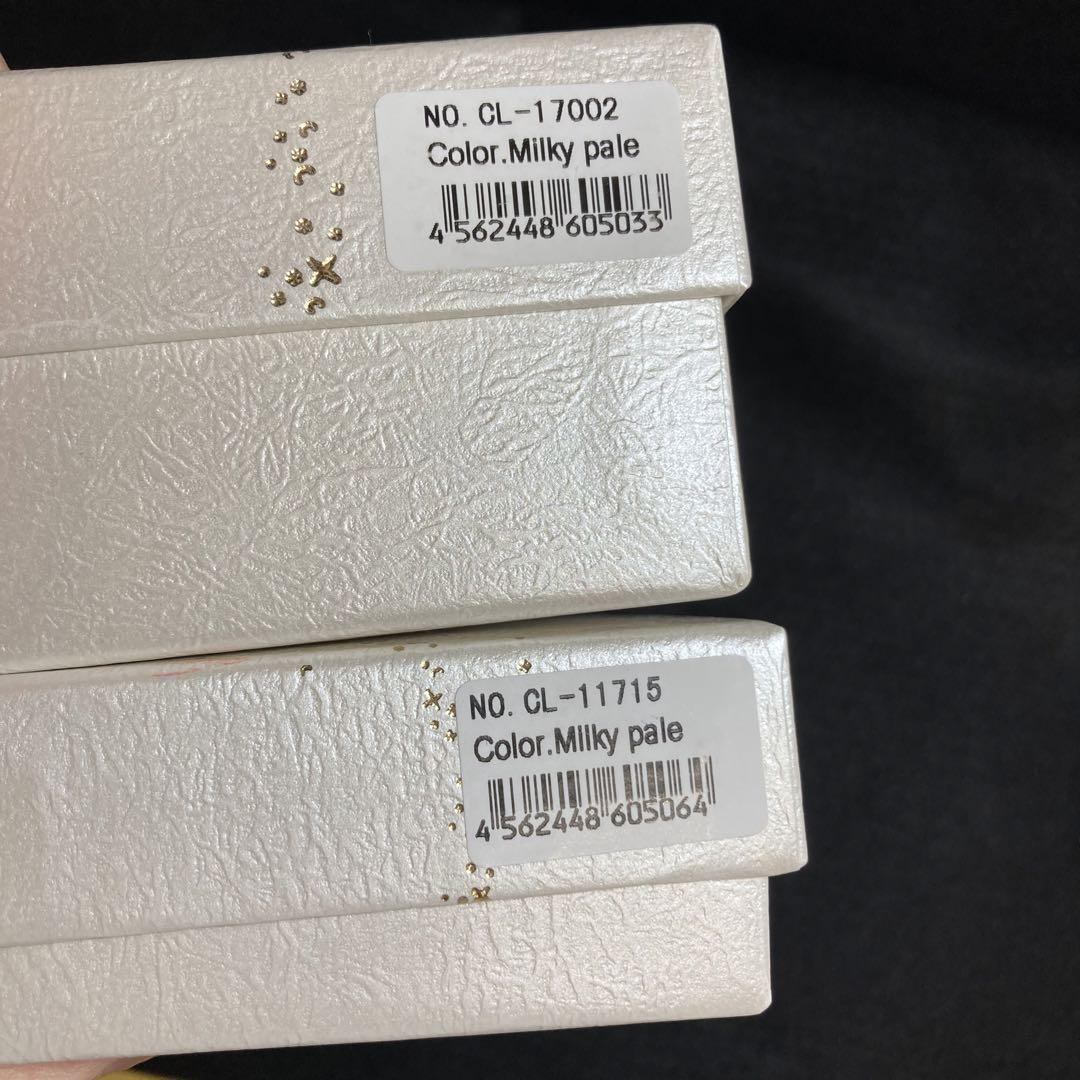 NO. CL-17002
Color.Milky pale
4 562448 605033
NO. CL-11715
Color.Milky pale
4 562448 605064